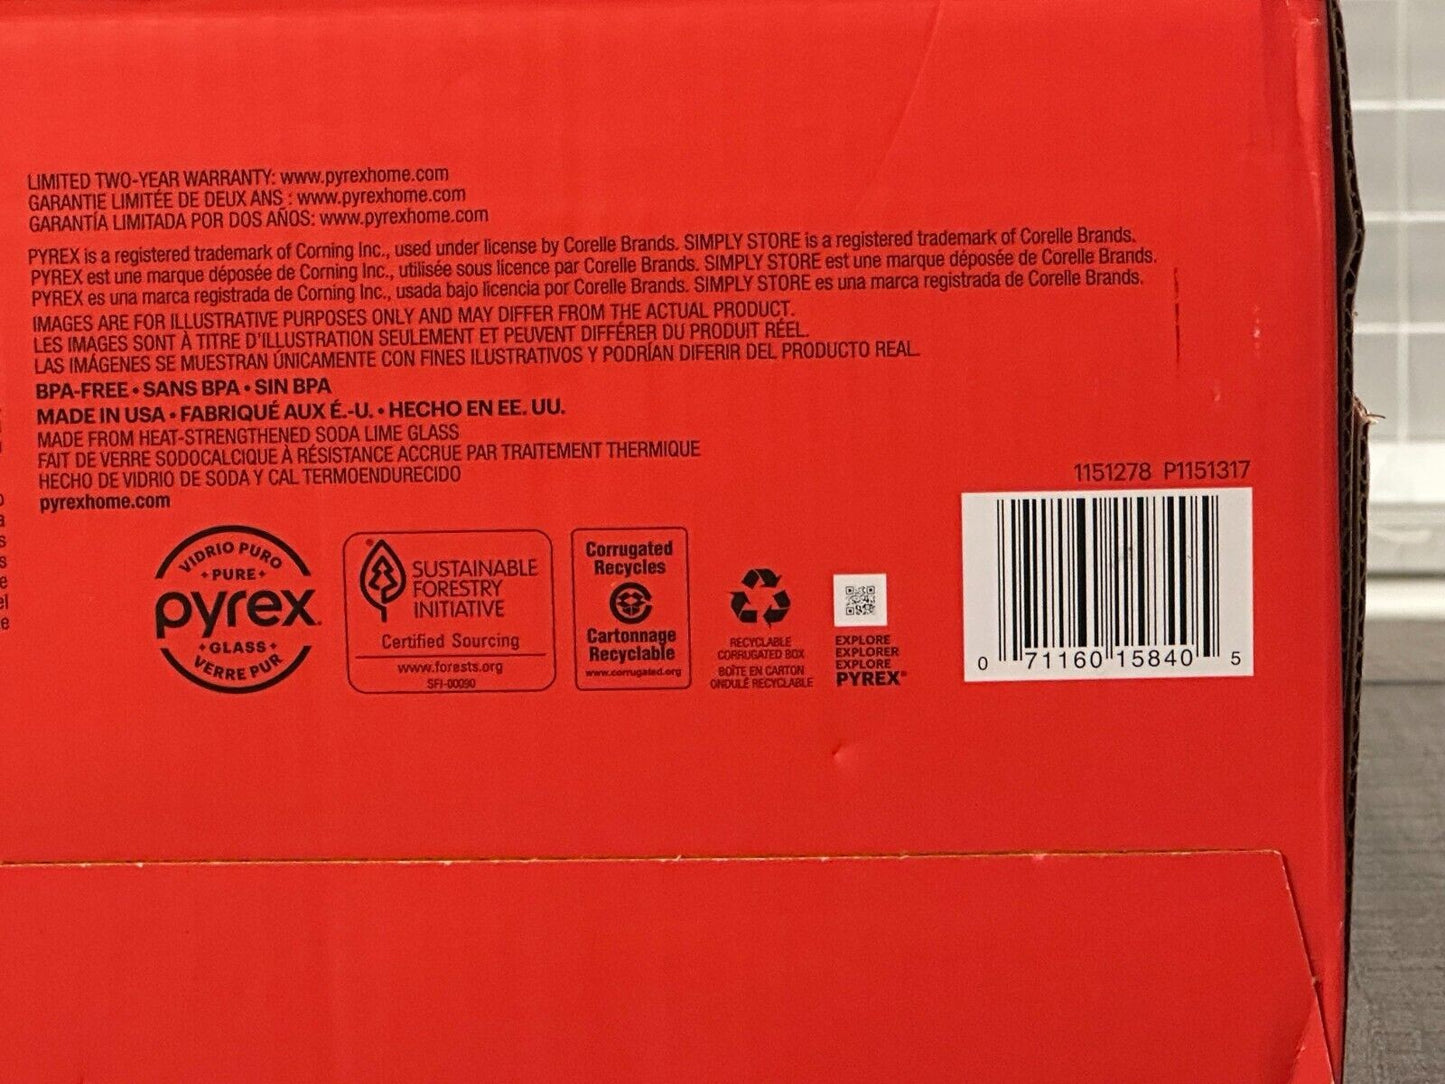 LIMITED TWO-YEAR WARRANTY: www.pyrexhome.com
GARANTIE LIMITÉE DE DEUX ANS : www.pyrexhome.com
GARANTÍA LIMITADA POR DOS AÑOS: www.pyrexhome.com
PYREX is a registered trademark of Corning Inc., used under license by Corelle Brands. SIMPLY STORE is a registered trademark of Corelle Brands.
PYREX est une marque déposée de Corning Inc., utilisée sous licence par Corelle Brands. SIMPLY STORE est une marque déposée de Corelle Brands.
PYREX es una marca registrada de Corning Inc., usada bajo licencia por Corelle Brands. SIMPLY STORE es una marca registrada de Corelle Brands.
IMAGES ARE FOR ILLUSTRATIVE PURPOSES ONLY AND MAY DIFFER FROM THE ACTUAL PRODUCT.
LES IMAGES SONT À TITRE D'ILLUSTRATION SEULEMENT ET PEUVENT DIFFÉRER DU PRODUIT RÉEL.
LAS IMÁGENES SE MUESTRAN ÚNICAMENTE CON FINES ILUSTRATIVOS Y PODRÍAN DIFERIR DEL PRODUCTO REAL.
BPA-FREE • SANS BPA • SIN BPA
MADE IN USA • FABRIQUÉ AUX É.-U. • HECHO EN EE. UU.
MADE FROM HEAT-STRENGTHENED SODA LIME GLASS
FAIT DE VERRE SODOCALCIQUE À RÉSISTANCE ACCRUE PAR TRAITEMENT THERMIQUE
HECHO DE VIDRIO DE SODA Y CAL TERMOENDURECIDO
pyrexhome.com
VIDRIO PURO
PURE
pyrex
GLASS
VERRE PUR
SUSTAINABLE
FORESTRY
INITIATIVE
Certified Sourcing
www.forests.org
SFI-00090
Corrugated
Recycles
Cartonnage
Recyclable
www.corrugated.org
RECYCLABLE
CORRUGATED BOX
BOÎTE EN CARTON
ONDULÉ RECYCLABLE
EXPLORE
EXPLORER
EXPLORE
PYREX®
1151278 P1151317
0 71160 15840 5